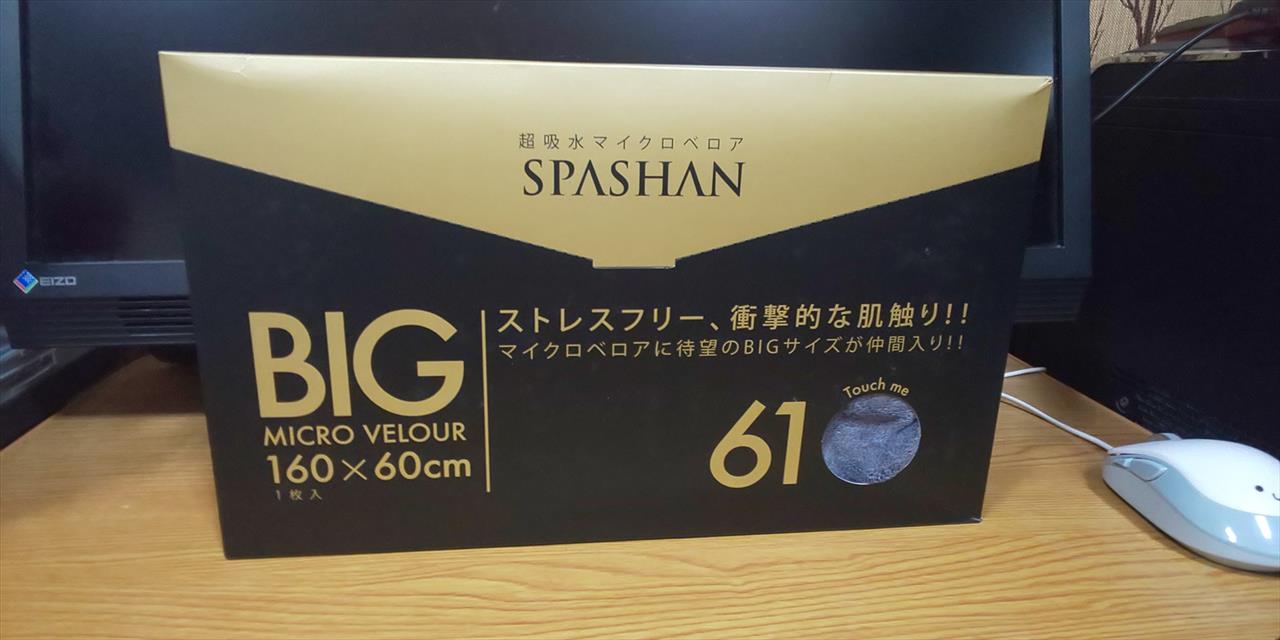 超吸水マイクロベロア
SPASHAN
EIZO
BIG
MICRO VELOUR
160×60cm
1枚入
ストレスフリー、衝撃的な肌触り!!
マイクロベロアに待望のBIGサイズが仲間入り!!
Touch me
61